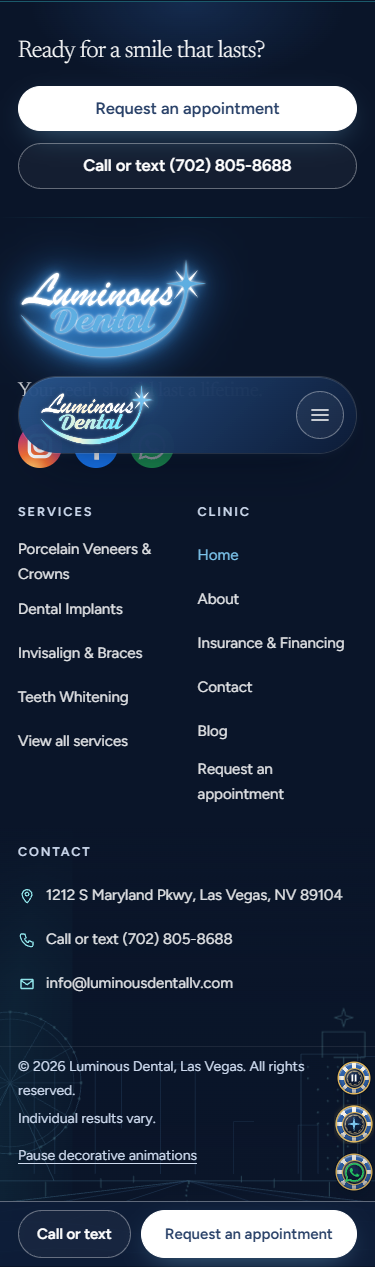 Ready for a smile that lasts?
Request an appointment
Call or text (702) 805-8688
Luminous
Dental
Luminous
Dental
SERVICES
Porcelain Veneers &
Crowns
Dental Implants
Invisalign & Braces
Teeth Whitening
View all services
CLINIC
Home
About
Insurance & Financing
Contact
Blog
Request an
appointment
CONTACT
1212 S Maryland Pkwy, Las Vegas, NV 89104
Call or text (702) 805-8688
info@luminousdentallv.com
© 2026 Luminous Dental, Las Vegas. All rights
reserved.
Individual results vary.
Pause decorative animations
Call or text
Request an appointment